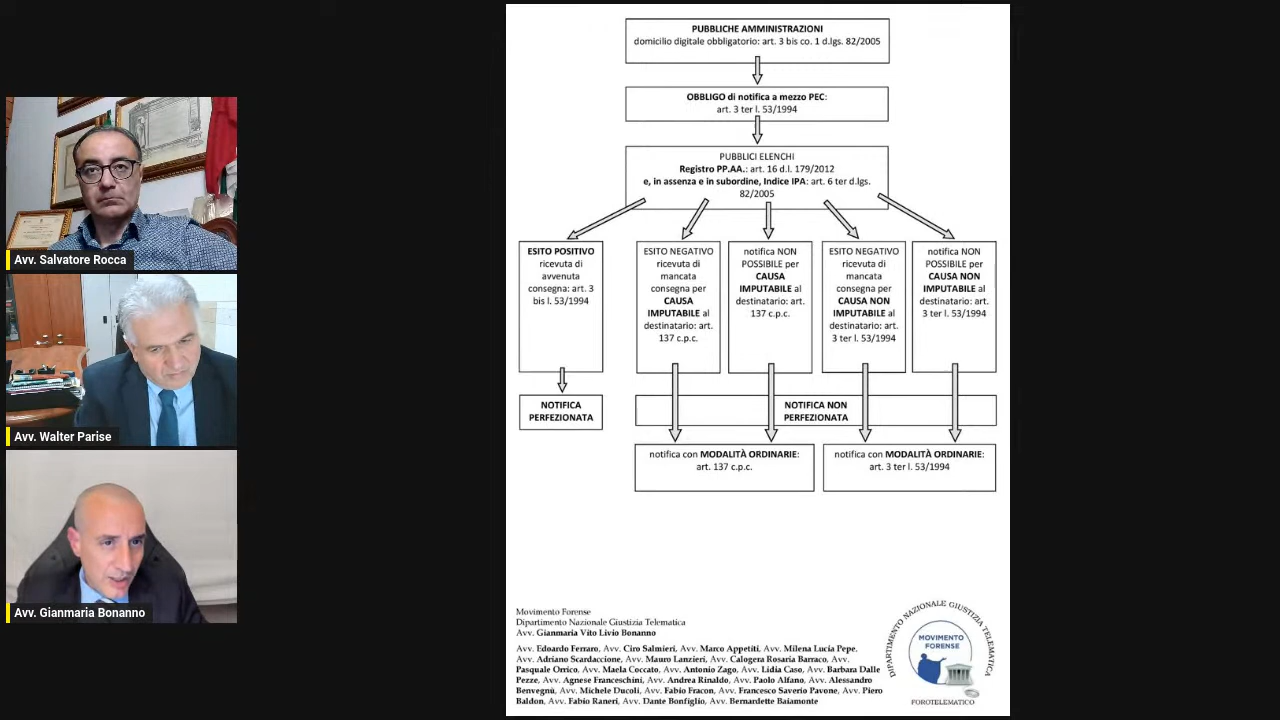 Avv. Salvatore Rocca
Avv. Walter Parise
Avv. Gianmaria Bonanno
PUBBLICHE AMMINISTRAZIONI
domicilio digitale obbligatorio: art. 3 bis co. 1 d.lgs. 82/2005
OBBLIGO di notifica a mezzo PEC:
art. 3 ter l. 53/1994
PUBBLICI ELENCHI
Registro PP.AA.: art. 16 d.l. 179/2012
e, in assenza e in subordine, Indice IPA: art. 6 ter d.lgs.
82/2005
ESITO POSITIVO
ricevuta di
avvenuta
consegna: art. 3
bis l. 53/1994
ESITO NEGATIVO
ricevuta di
mancata
consegna per
CAUSA
IMPUTABILE al
destinatario: art.
137 c.p.c.
notifica NON
POSSIBILE per
CAUSA
IMPUTABILE al
destinatario: art.
137 c.p.c.
ESITO NEGATIVO
ricevuta di
mancata
consegna per
CAUSA NON
IMPUTABILE al
destinatario: art.
3 ter l. 53/1994
notifica NON
POSSIBILE per
CAUSA NON
IMPUTABILE al
destinatario: art.
3 ter l. 53/1994
NOTIFICA
PERFEZIONATA
NOTIFICA NON
PERFEZIONATA
notifica con MODALITÀ ORDINARIE:
art. 137 c.p.c.
notifica con MODALITÀ ORDINARIE:
art. 3 ter l. 53/1994
Movimento Forense
Dipartimento Nazionale Giustizia Telematica
Avv. Gianmaria Vito Livio Bonanno
Avv. Edoardo Ferraro, Avv. Ciro Salmieri, Avv. Marco Appetiti, Avv. Milena Lucia Pepe,
Avv. Adriano Scardaccione, Avv. Mauro Lanzieri, Avv. Calogera Rosaria Barraco, Avv.
Pasquale Orrico, Avv. Maela Coccato, Avv. Antonio Zago, Avv. Lidia Caso, Avv. Barbara Dalle
Pezze, Avv. Agnese Franceschini, Avv. Andrea Rinaldo, Avv. Paolo Alfano, Avv. Alessandro
Benvegnù, Avv. Michele Ducoli, Avv. Fabio Fracon, Avv. Francesco Saverio Pavone, Avv. Piero
Baldon, Avv. Fabio Raneri, Avv. Dante Bonfiglio, Avv. Bernardette Baiamonte
DIPARTIMENTO NAZIONALE GIUSTIZIA TELEMATICA
MOVIMENTO
FORENSE
FOROTELEMATICO